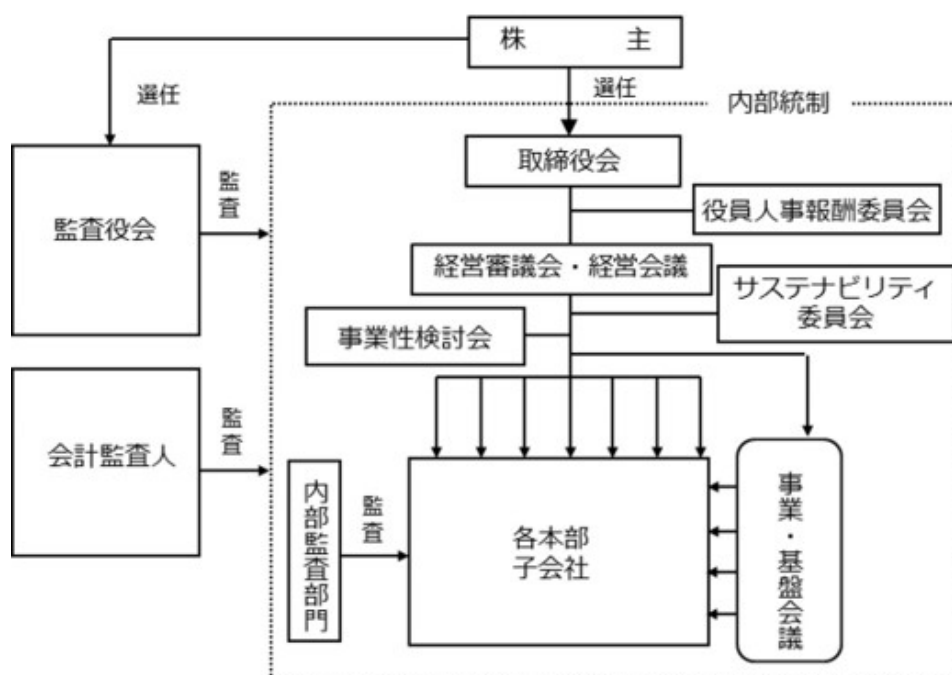 株 主
選任
選任
内部統制
取締役会
監査
監査役会
役員人事報酬委員会
経営審議会・経営会議
サステナビリティ
委員会
事業性検討会
監査
会計監査人
内部監査部門
監査
各本部
子会社
事業・基盤会議